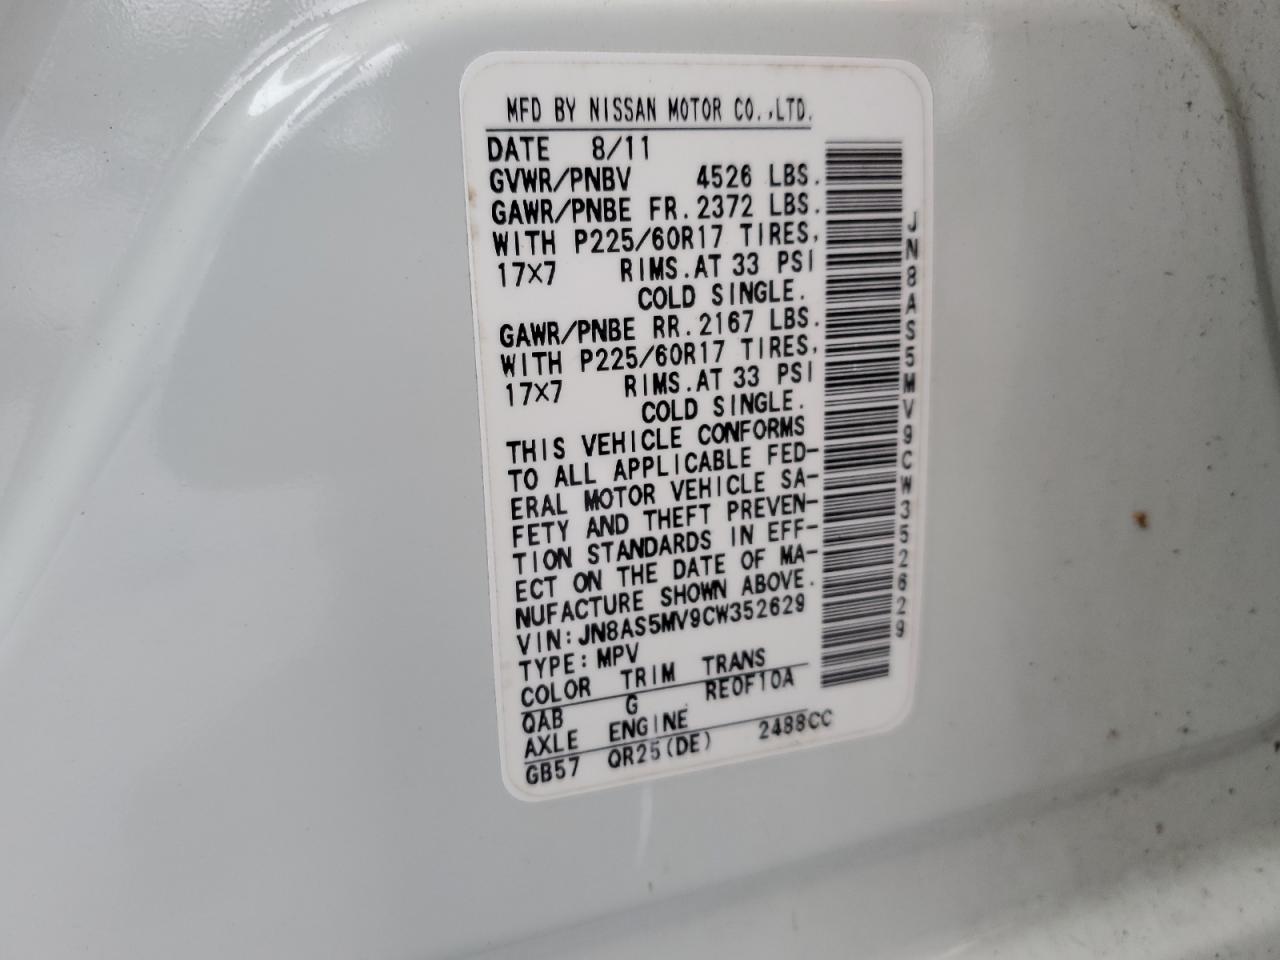 MFD BY NISSAN MOTOR CO.,LTD.
DATE 8/11
GVWR/PNBV 4526 LBS.
GAWR/PNBE FR. 2372 LBS.
WITH P225/60R17 TIRES,
17X7 RIMS. AT 33 PSI
COLD SINGLE.
GAWR/PNBE RR. 2167 LBS.
WITH P225/60R17 TIRES,
17X7 RIMS. AT 33 PSI
COLD SINGLE.
THIS VEHICLE CONFORMS
TO ALL APPLICABLE FED-
ERAL MOTOR VEHICLE SA-
FETY AND THEFT PREVEN-
TION STANDARDS IN EFF-
ECT ON THE DATE OF MA-
NUFACTURE SHOWN ABOVE.
VIN: JN8AS5MV9CW352629
TYPE: MPV
COLOR TRIM TRANS
QAB G RE0F10A
AXLE ENGINE
GB57 QR25(DE) 2488CC
JN8AS5MV9CW352629